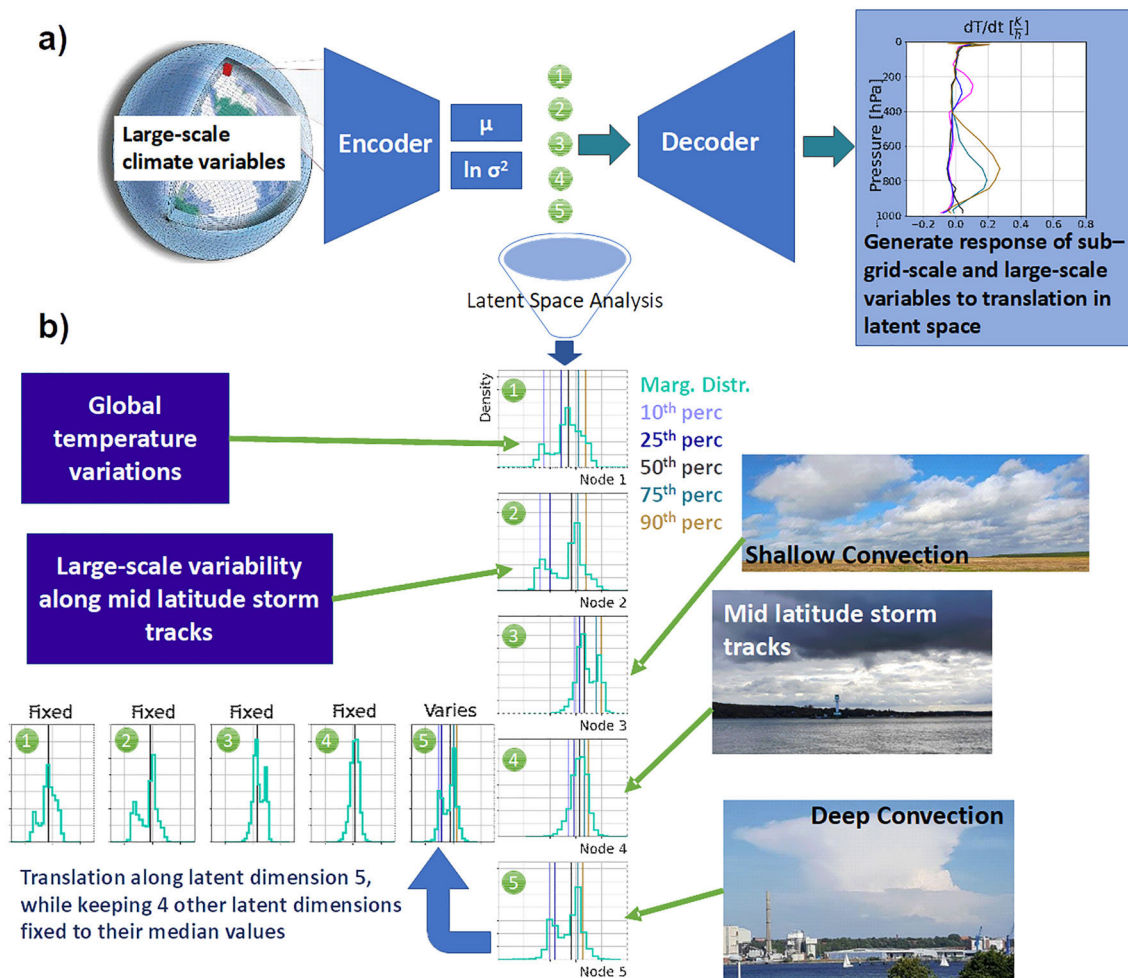 a)
Large-scale
climate variables
Encoder
μ
ln σ²
1
2
3
4
5
Decoder
dT/dt [K/h]
Pressure [hPa]
0
200
400
600
800
1000
−0.2 0.0 0.2 0.4 0.6 0.8
Generate response of sub–
grid-scale and large-scale
variables to translation in
latent space
Latent Space Analysis
b)
Global
temperature
variations
Large-scale variability
along mid latitude storm
tracks
Density
1
Node 1
2
Node 2
3
Node 3
4
Node 4
5
Node 5
Marg. Distr.
10th perc
25th perc
50th perc
75th perc
90th perc
Shallow Convection
Mid latitude storm
tracks
Deep Convection
Fixed Fixed Fixed Fixed Varies
1 2 3 4 5
Translation along latent dimension 5,
while keeping 4 other latent dimensions
fixed to their median values